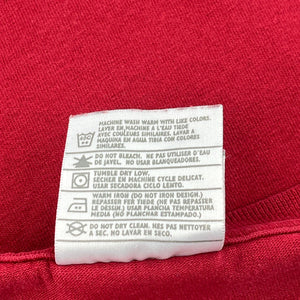 MACHINE WASH WARM WITH LIKE COLORS.
LAVER EN MACHINE A L'EAU TIEDE
AVEC COULEURS SIMILAIRES. LAVAR EN
MAQUINA EN AGUA TIBIA CON COLORES
SIMILARES.
DO NOT BLEACH. NE PAS UTILISER D'EAU
DE JAVEL. NO USAR BLANQUEADORES.
TUMBLE DRY LOW.
SECHER EN MACHINE CYCLE DELICAT.
USAR SECADORA CICLO LENTO.
WARM IRON (DO NOT IRON DESIGN.)
REPASSER FER TIEDE (NE PAS REPASSER
LE DESSIN.) USAR PLANCHA TEMPERATURA
MEDIANA (NO PLANCHAR ESTAMPADO.)
DO NOT DRY CLEAN. NES PAS NETTOYER
A SEC. NO LAVAR EN SECO.